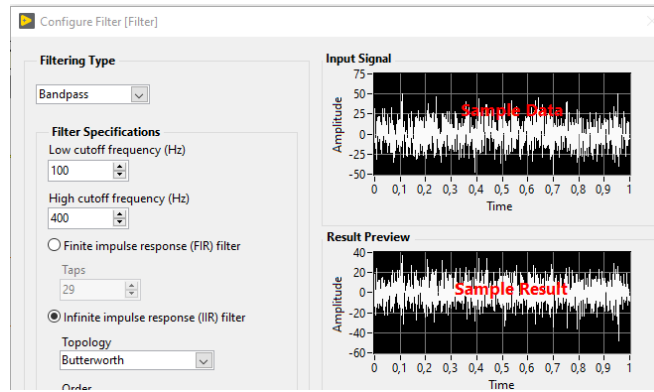 Configure Filter [Filter]
Filtering Type
Bandpass
Filter Specifications
Low cutoff frequency (Hz)
100
High cutoff frequency (Hz)
400
Finite impulse response (FIR) filter
Taps
29
Infinite impulse response (IIR) filter
Topology
Butterworth
Order
Input Signal
75
50
25
0
-25
-50
Amplitude
Sample Data
0 0,1 0,2 0,3 0,4 0,5 0,6 0,7 0,8 0,9 1
Time
Result Preview
40
20
0
-20
-40
-60
Amplitude
Sample Result
0 0,1 0,2 0,3 0,4 0,5 0,6 0,7 0,8 0,9 1
Time